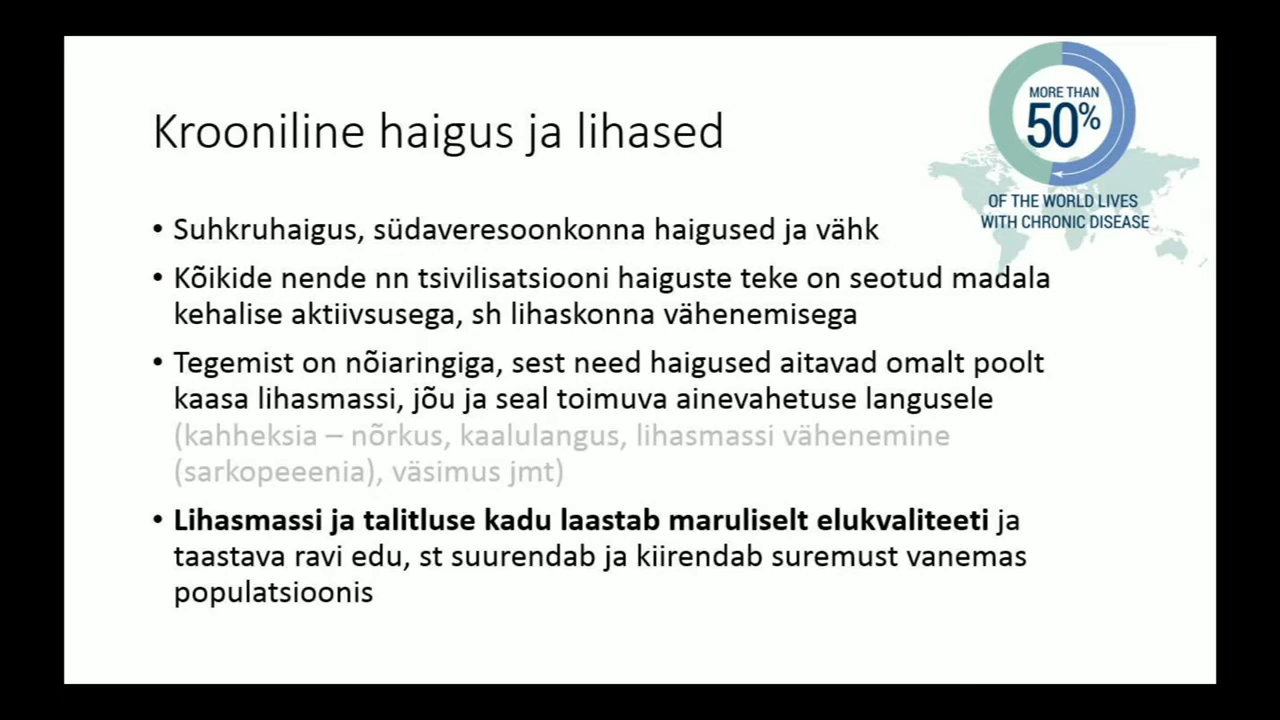 Krooniline haigus ja lihased
MORE THAN
50%
OF THE WORLD LIVES
WITH CHRONIC DISEASE
• Suhkruhaigus, südaveresoonkonna haigused ja vähk
• Kõikide nende nn tsivilisatsiooni haiguste teke on seotud madala
kehalise aktiivsusega, sh lihaskonna vähenemisega
• Tegemist on nõiaringiga, sest need haigused aitavad omalt poolt
kaasa lihasmassi, jõu ja seal toimuva ainevahetuse langusele
(kahheksia – nõrkus, kaalulangus, lihasmassi vähenemine
(sarkopeeenia), väsimus jmt)
• Lihasmassi ja talitluse kadu laastab maruliselt elukvaliteeti ja
taastava ravi edu, st suurendab ja kiirendab suremust vanemas
populatsioonis